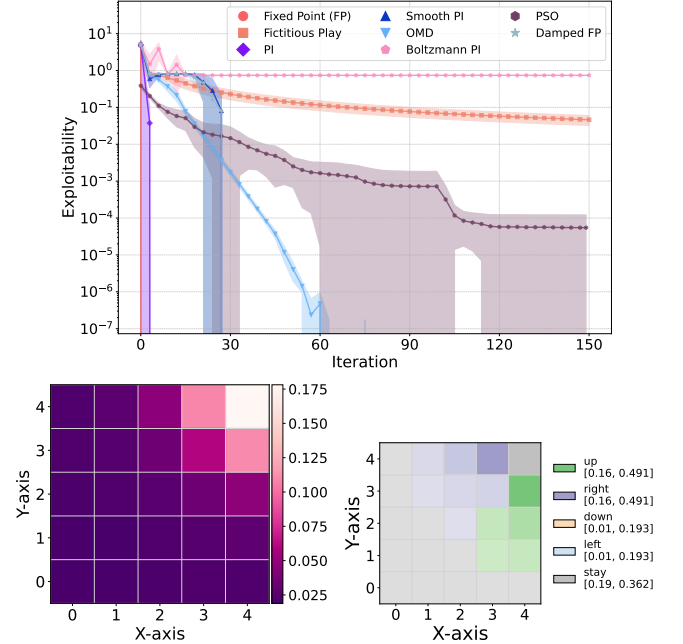 Fixed Point (FP)
Fictitious Play
PI
Smooth PI
OMD
Boltzmann PI
PSO
Damped FP
Exploitability
10^1
10^0
10^−1
10^−2
10^−3
10^−4
10^−5
10^−6
10^−7
0 30 60 90 120 150
Iteration
Y-axis
4
3
2
1
0
0 1 2 3 4
X-axis
0.175
0.150
0.125
0.100
0.075
0.050
0.025
Y-axis
4
3
2
1
0
0 1 2 3 4
X-axis
up
[0.16, 0.491]
right
[0.16, 0.491]
down
[0.01, 0.193]
left
[0.01, 0.193]
stay
[0.19, 0.362]